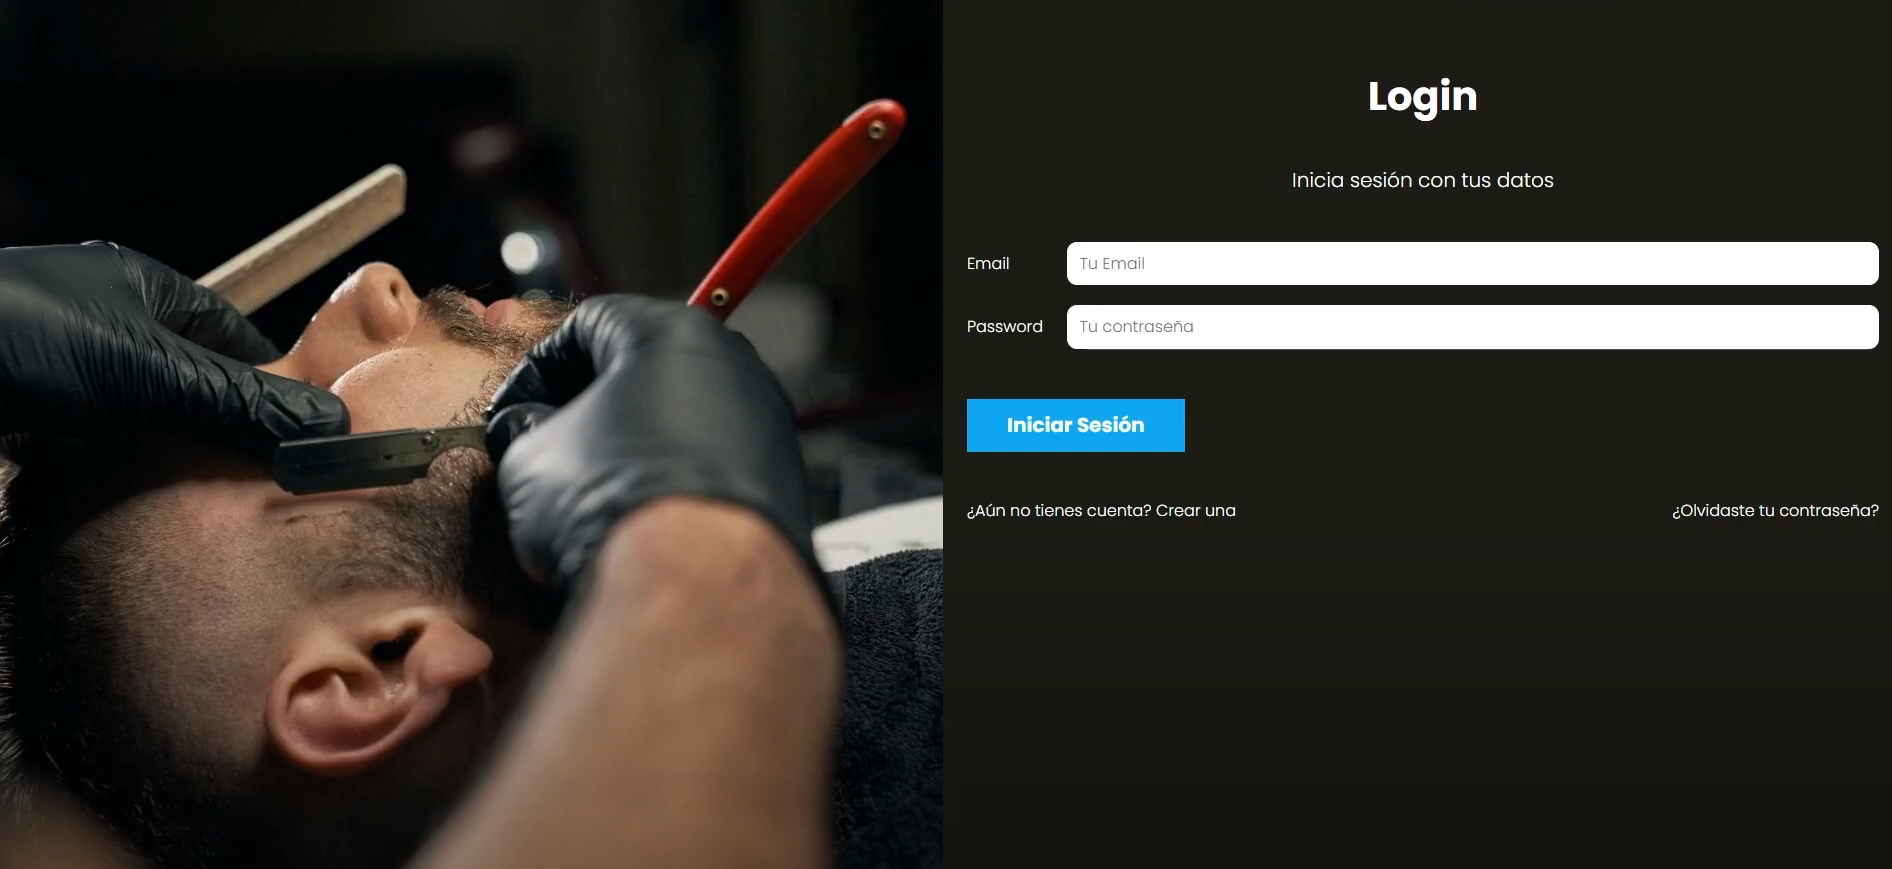 Login
Inicia sesión con tus datos
Email
Tu Email
Password
Tu contraseña
Iniciar Sesión
¿Aún no tienes cuenta? Crear una
¿Olvidaste tu contraseña?